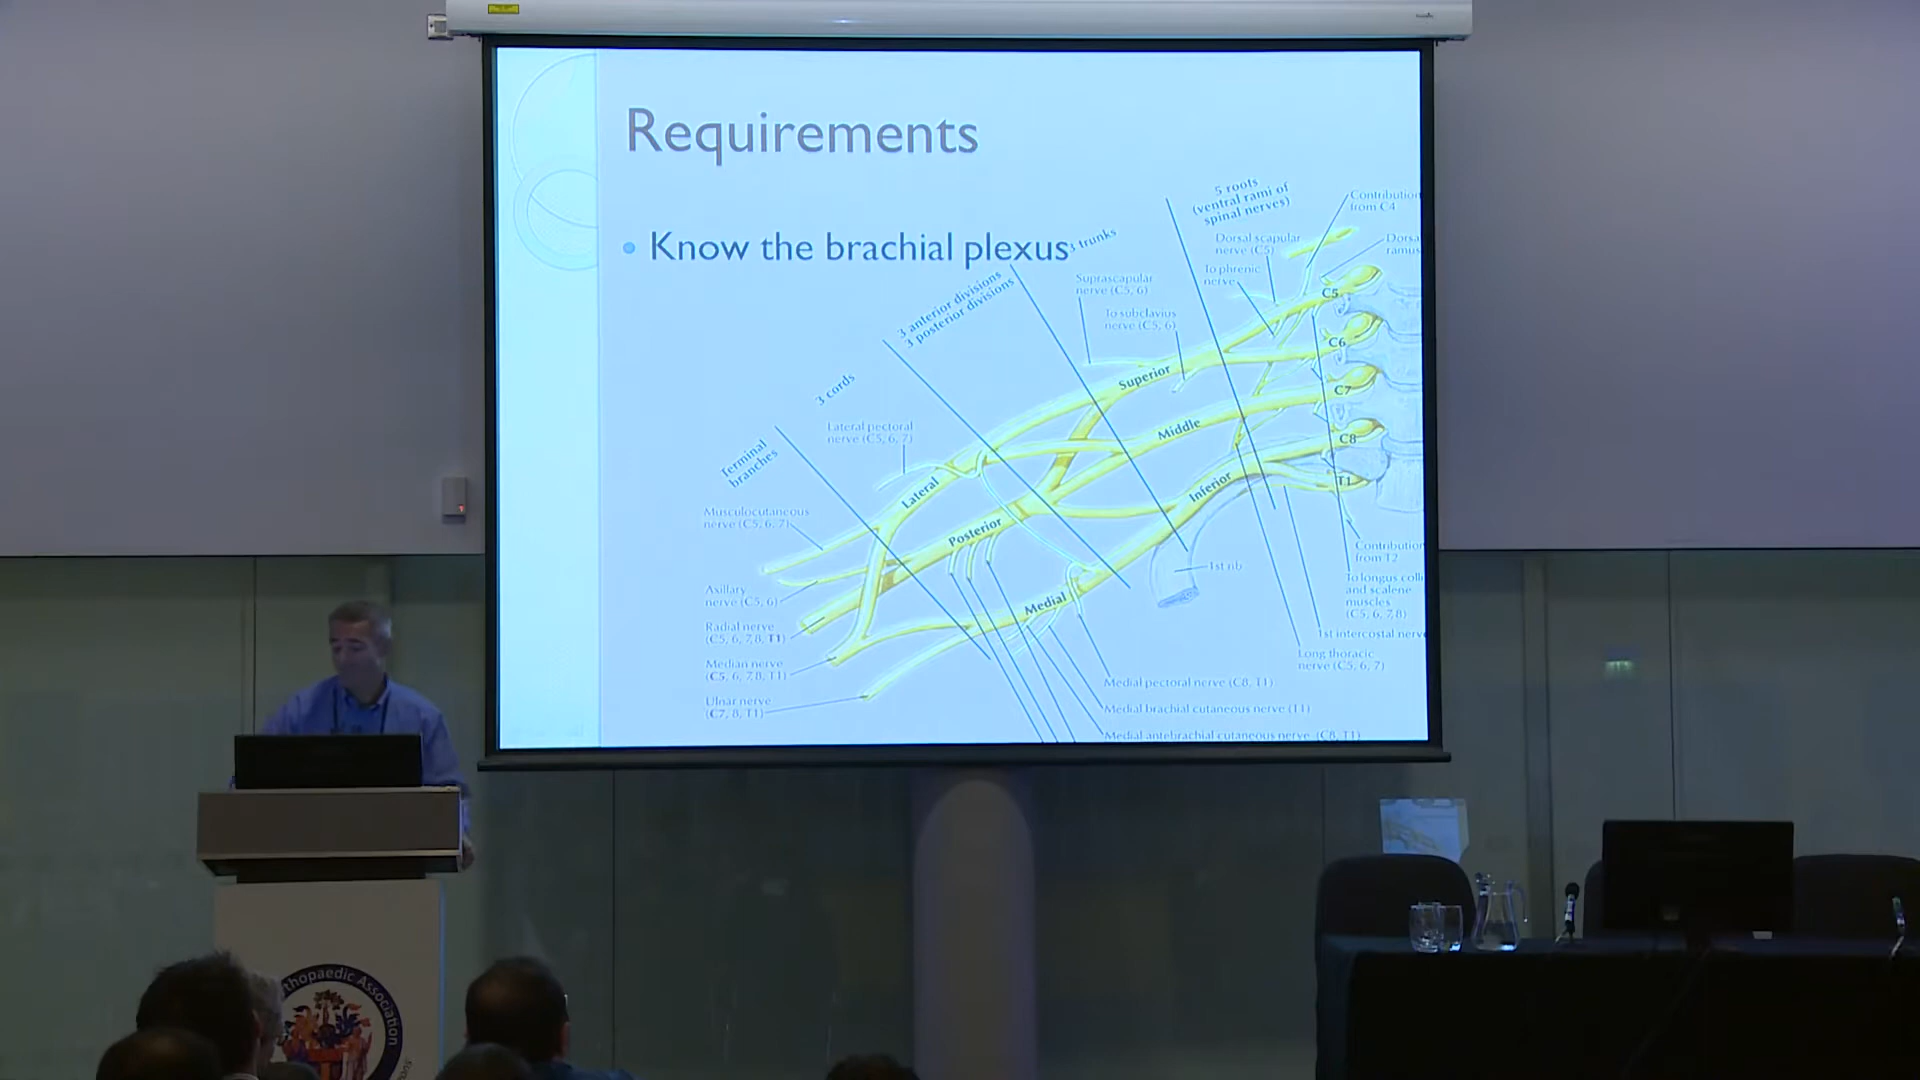 Requirements
Know the brachial plexus
5 roots
(ventral rami of
spinal nerves)
Contribution
from C4
3 trunks
Dorsal scapular
nerve (C5)
Dorsa
ramus
To phrenic
nerve
3 anterior divisions
3 posterior divisions
Suprascapular
nerve (C5, 6)
C5
To subclavius
nerve (C5, 6)
C6
3 cords
Superior
C7
Lateral pectoral
nerve (C5, 6, 7)
Middle
C8
Terminal
branches
Lateral
Inferior
T1
Musculocutaneous
nerve (C5, 6, 7)
Posterior
Contribution
from T2
1st rib
To longus colli
and scalene
muscles
(C5, 6, 7, 8)
Axillary
nerve (C5, 6)
Medial
Radial nerve
(C5, 6, 7, 8, T1)
1st intercostal nerve
Long thoracic
nerve (C5, 6, 7)
Median nerve
(C5, 6, 7, 8, T1)
Medial pectoral nerve (C8, T1)
Ulnar nerve
(C7, 8, T1)
Medial brachial cutaneous nerve (T1)
Medial antebrachial cutaneous nerve (C8, T1)
thopaedic Association